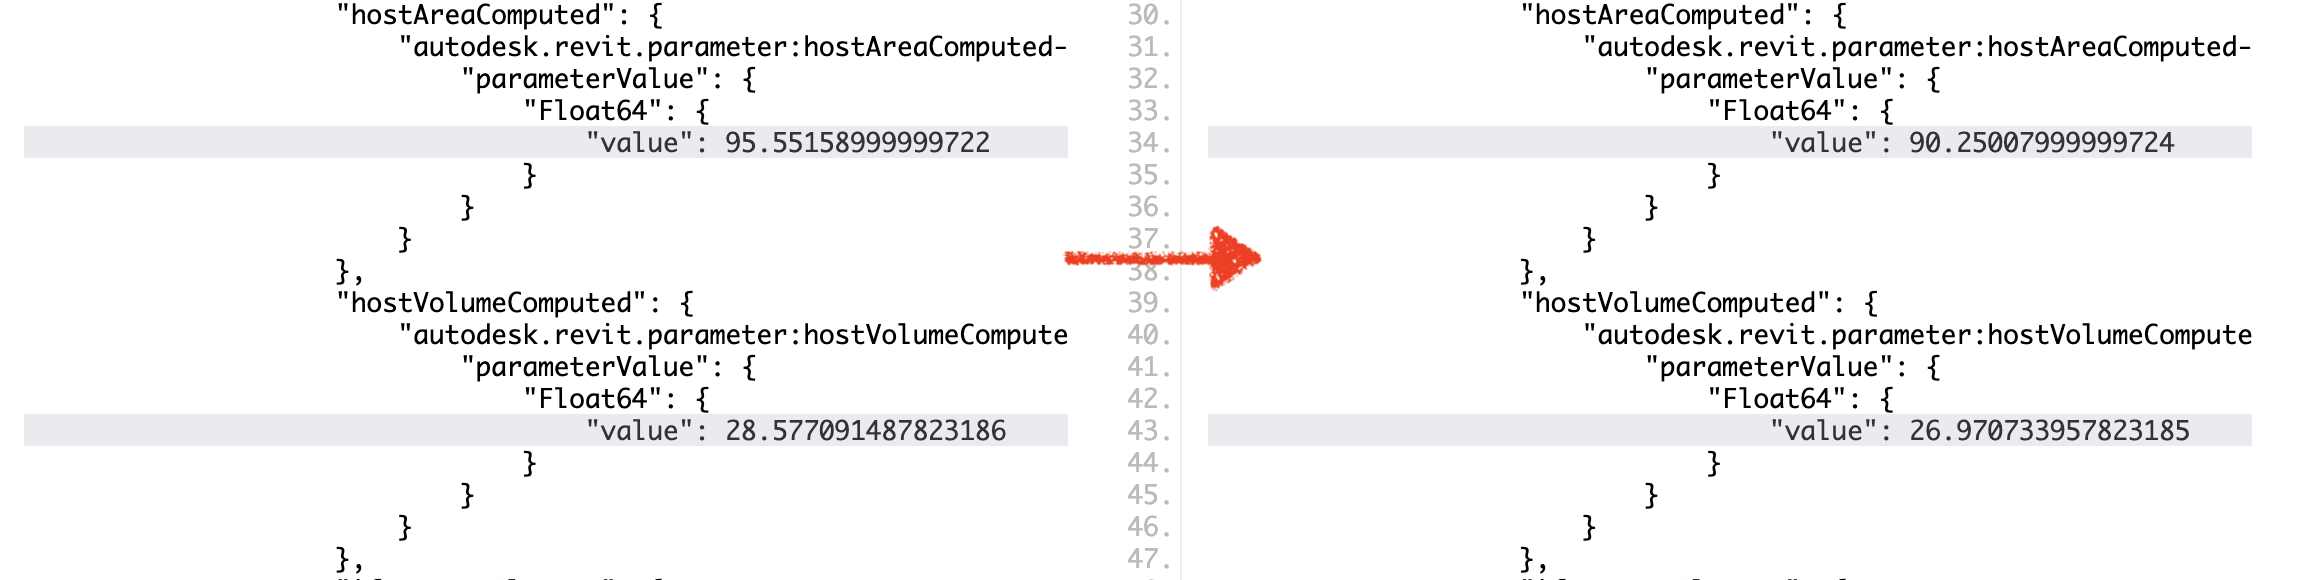 "hostAreaComputed": {
"autodesk.revit.parameter:hostAreaComputed-
"parameterValue": {
"Float64": {
"value": 95.55158999999722
}
}
}
},
"hostVolumeComputed": {
"autodesk.revit.parameter:hostVolumeCompute
"parameterValue": {
"Float64": {
"value": 28.577091487823186
}
}
}
},
30. "hostAreaComputed": {
31. "autodesk.revit.parameter:hostAreaComputed-
32. "parameterValue": {
33. "Float64": {
34. "value": 90.25007999999724
35. }
36. }
37. }
38. },
39. "hostVolumeComputed": {
40. "autodesk.revit.parameter:hostVolumeCompute
41. "parameterValue": {
42. "Float64": {
43. "value": 26.970733957823185
44. }
45. }
46. }
47. },